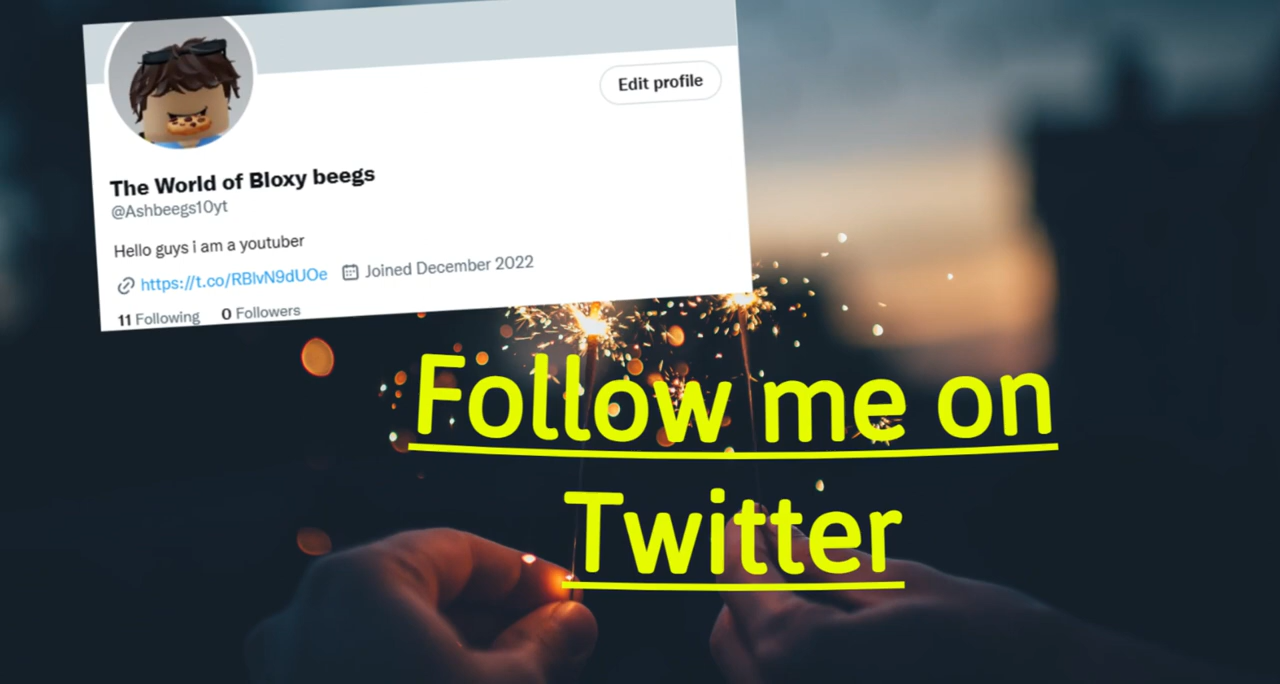 Edit profile
The World of Bloxy beegs
@Ashbeegs10yt
Hello guys i am a youtuber
https://t.co/RBlvN9dUOe Joined December 2022
11 Following 0 Followers
Follow me on
Twitter